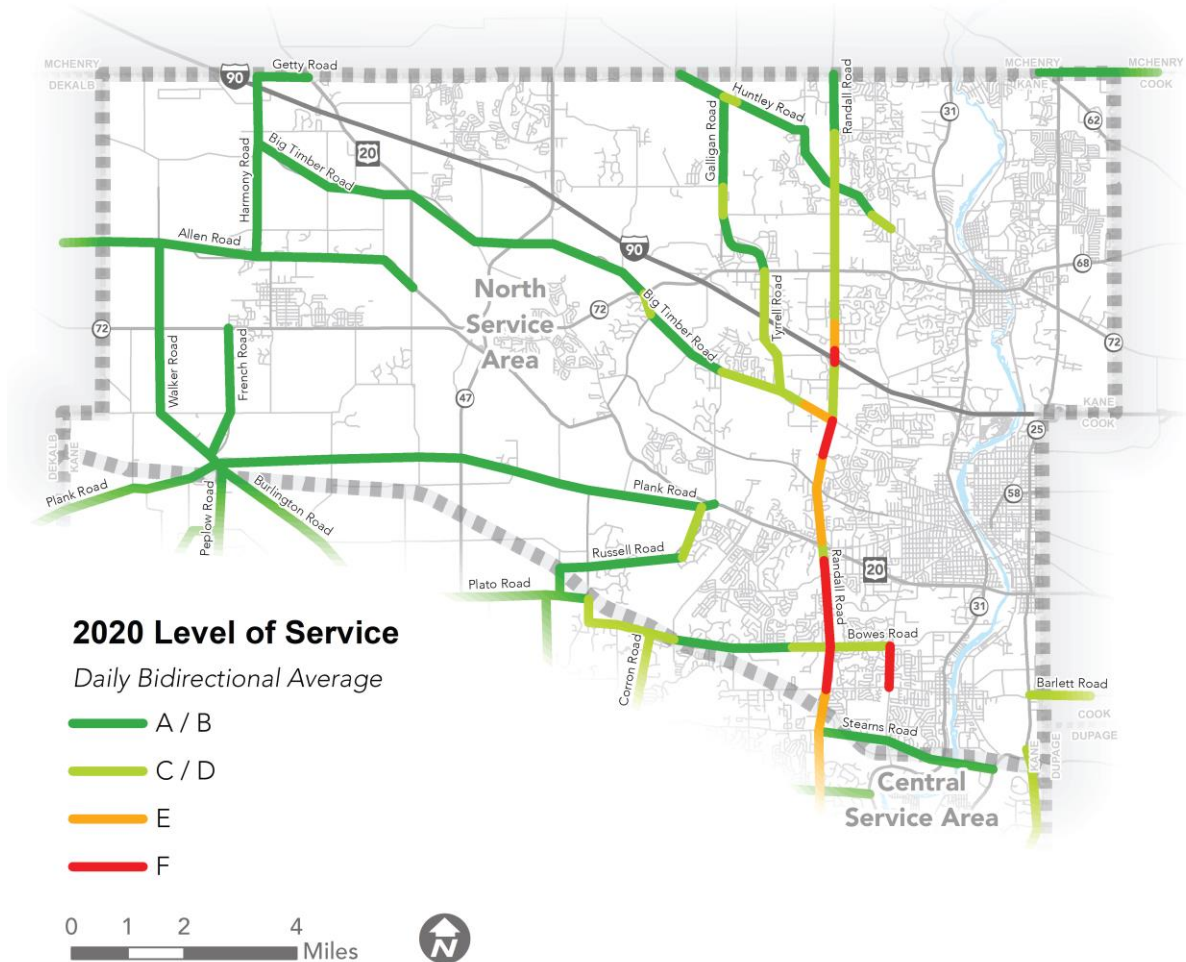 Getty Road
MCHENRY
DEKALB
90
MCHENRY
KANE
MCHENRY
COOK
Huntley Road
Randall Road
Galligan Road
31
62
20
Big Timber Road
Harmony Road
Allen Road
90
68
North
Service
Area
72
Big Timber Road
Tyrrell Road
72
72
Walker Road
French Road
47
KANE
COOK
25
DEKALB
KANE
Plank Road
Peplow Road
Burlington Road
Plank Road
58
Russell Road
Randall Road
20
Plato Road
31
2020 Level of Service
Bowes Road
Daily Bidirectional Average
Corron Road
Barlett Road
A / B
Stearns Road
COOK
DUPAGE
KANE
DUPAGE
C / D
Central
Service Area
E
F
0 1 2 4
Miles
N